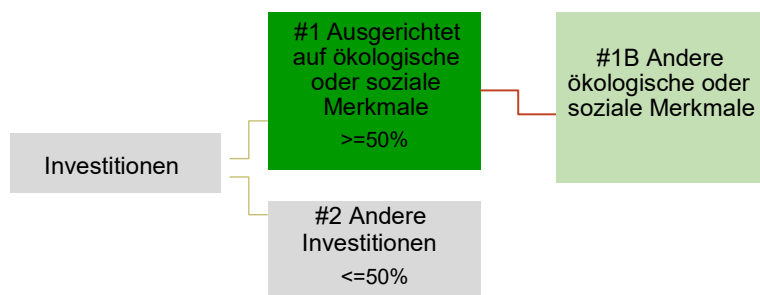 Investitionen
#1 Ausgerichtet
auf ökologische
oder soziale
Merkmale
>=50%
#2 Andere
Investitionen
<=50%
#1B Andere
ökologische oder
soziale Merkmale